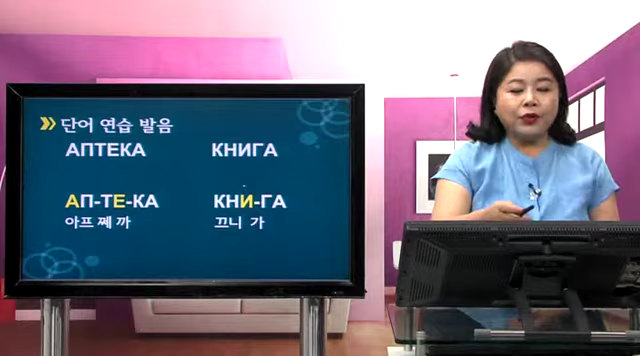 단어 연습 발음
АПТЕКА КНИГА
АП-ТЕ-КА КНИ-ГА
아프 쩨 까 끄니 가